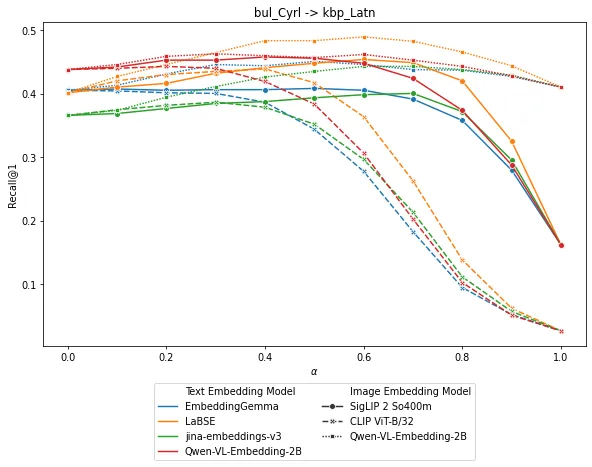 bul_Cyrl -> kbp_Latn
Recall@1
0.5
0.4
0.3
0.2
0.1
0.0 0.2 0.4 0.6 0.8 1.0
α
Text Embedding Model Image Embedding Model
EmbeddingGemma SigLIP 2 So400m
LaBSE CLIP ViT-B/32
jina-embeddings-v3 Qwen-VL-Embedding-2B
Qwen-VL-Embedding-2B